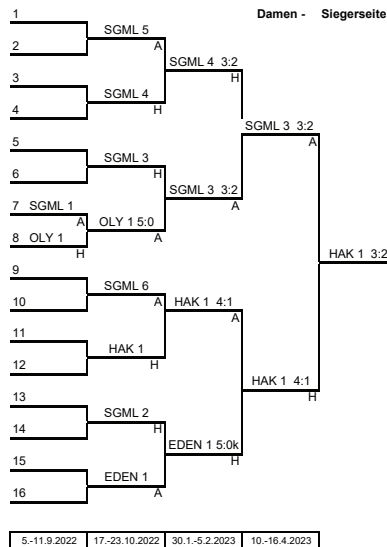 1
Damen - Siegerseite
SGML 5
2
A
SGML 4 3:2
H
3
SGML 4
4
H
SGML 3 3:2
A
5
SGML 3
6
H
SGML 3 3:2
A
7 SGML 1
A
OLY 1 5:0
8 OLY 1
A
H
HAK 1 3:2
9
SGML 6
10
A
HAK 1 4:1
A
11
HAK 1
12
H
HAK 1 4:1
H
13
SGML 2
14
H
EDEN 1 5:0k
H
15
EDEN 1
16
A
5.-11.9.2022 17.-23.10.2022 30.1.-5.2.2023 10.-16.4.2023